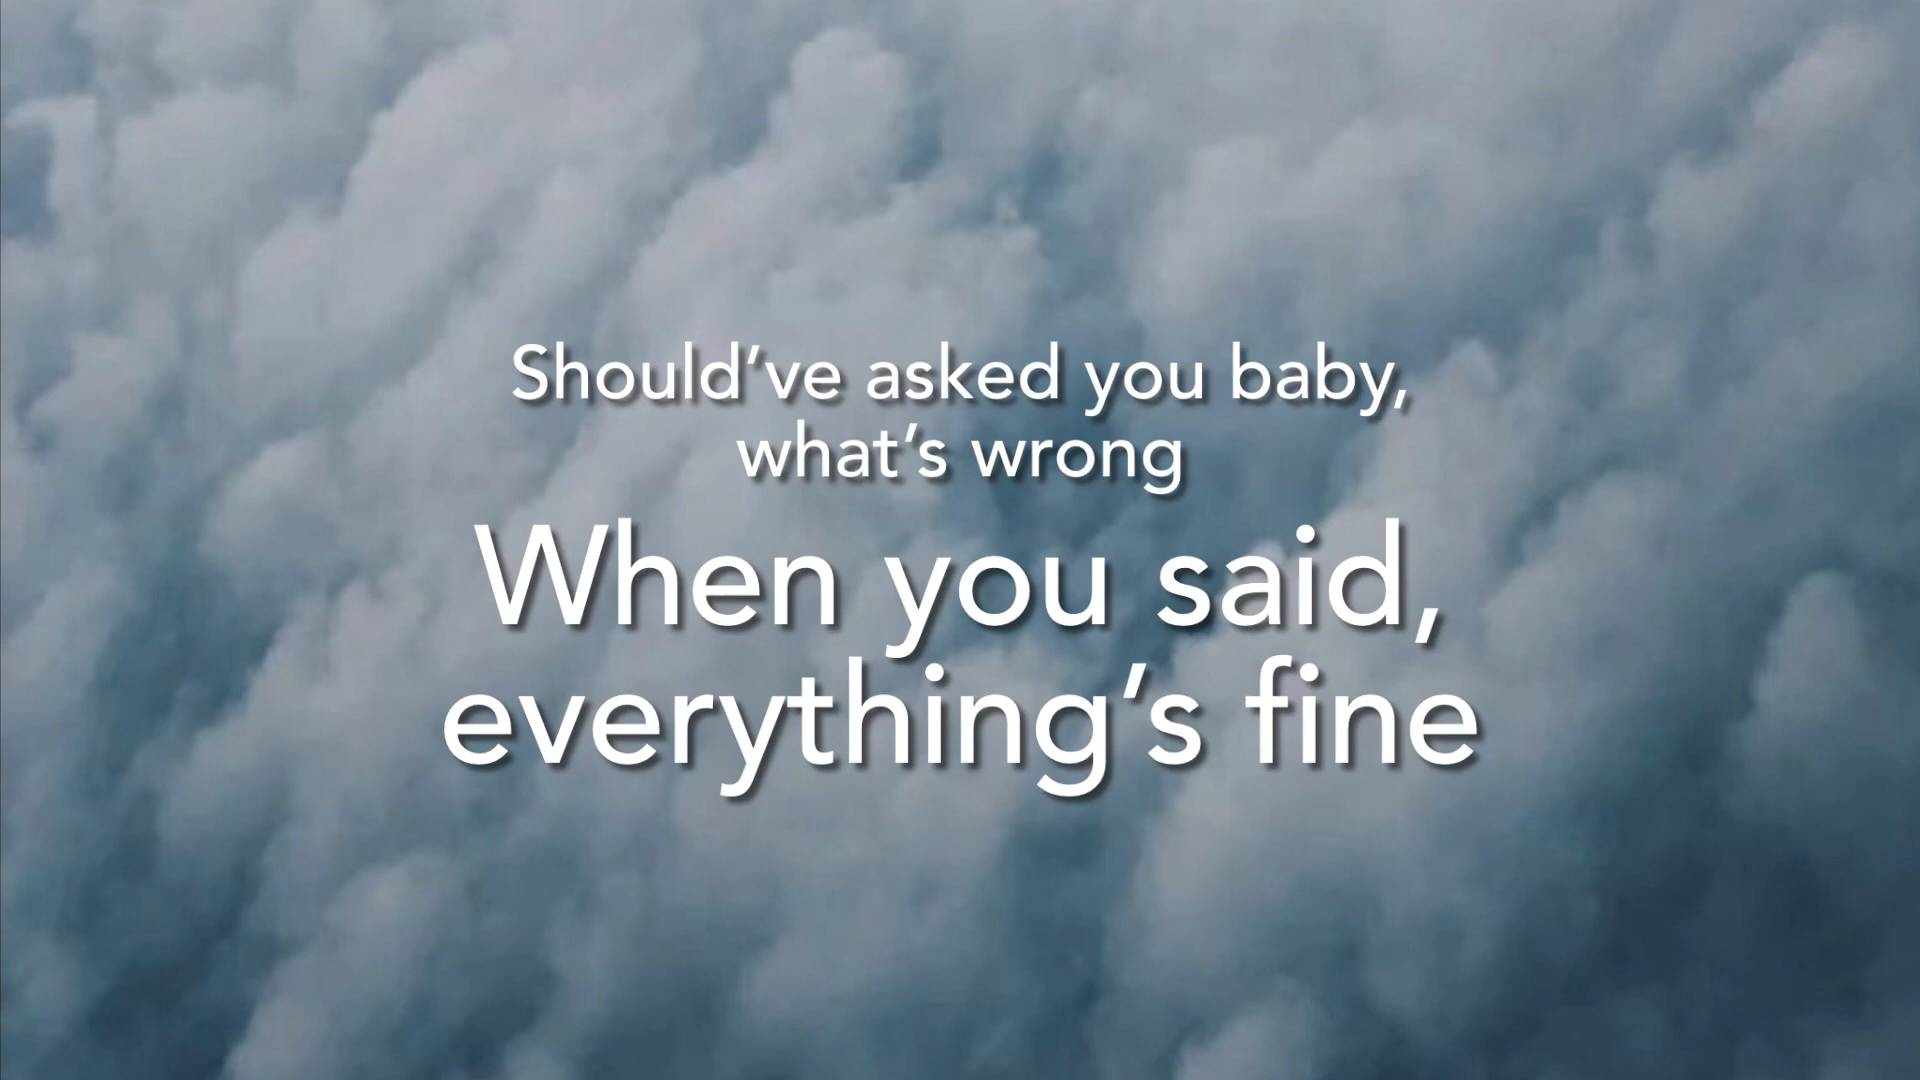 Should've asked you baby,
what's wrong
When you said,
everything's fine